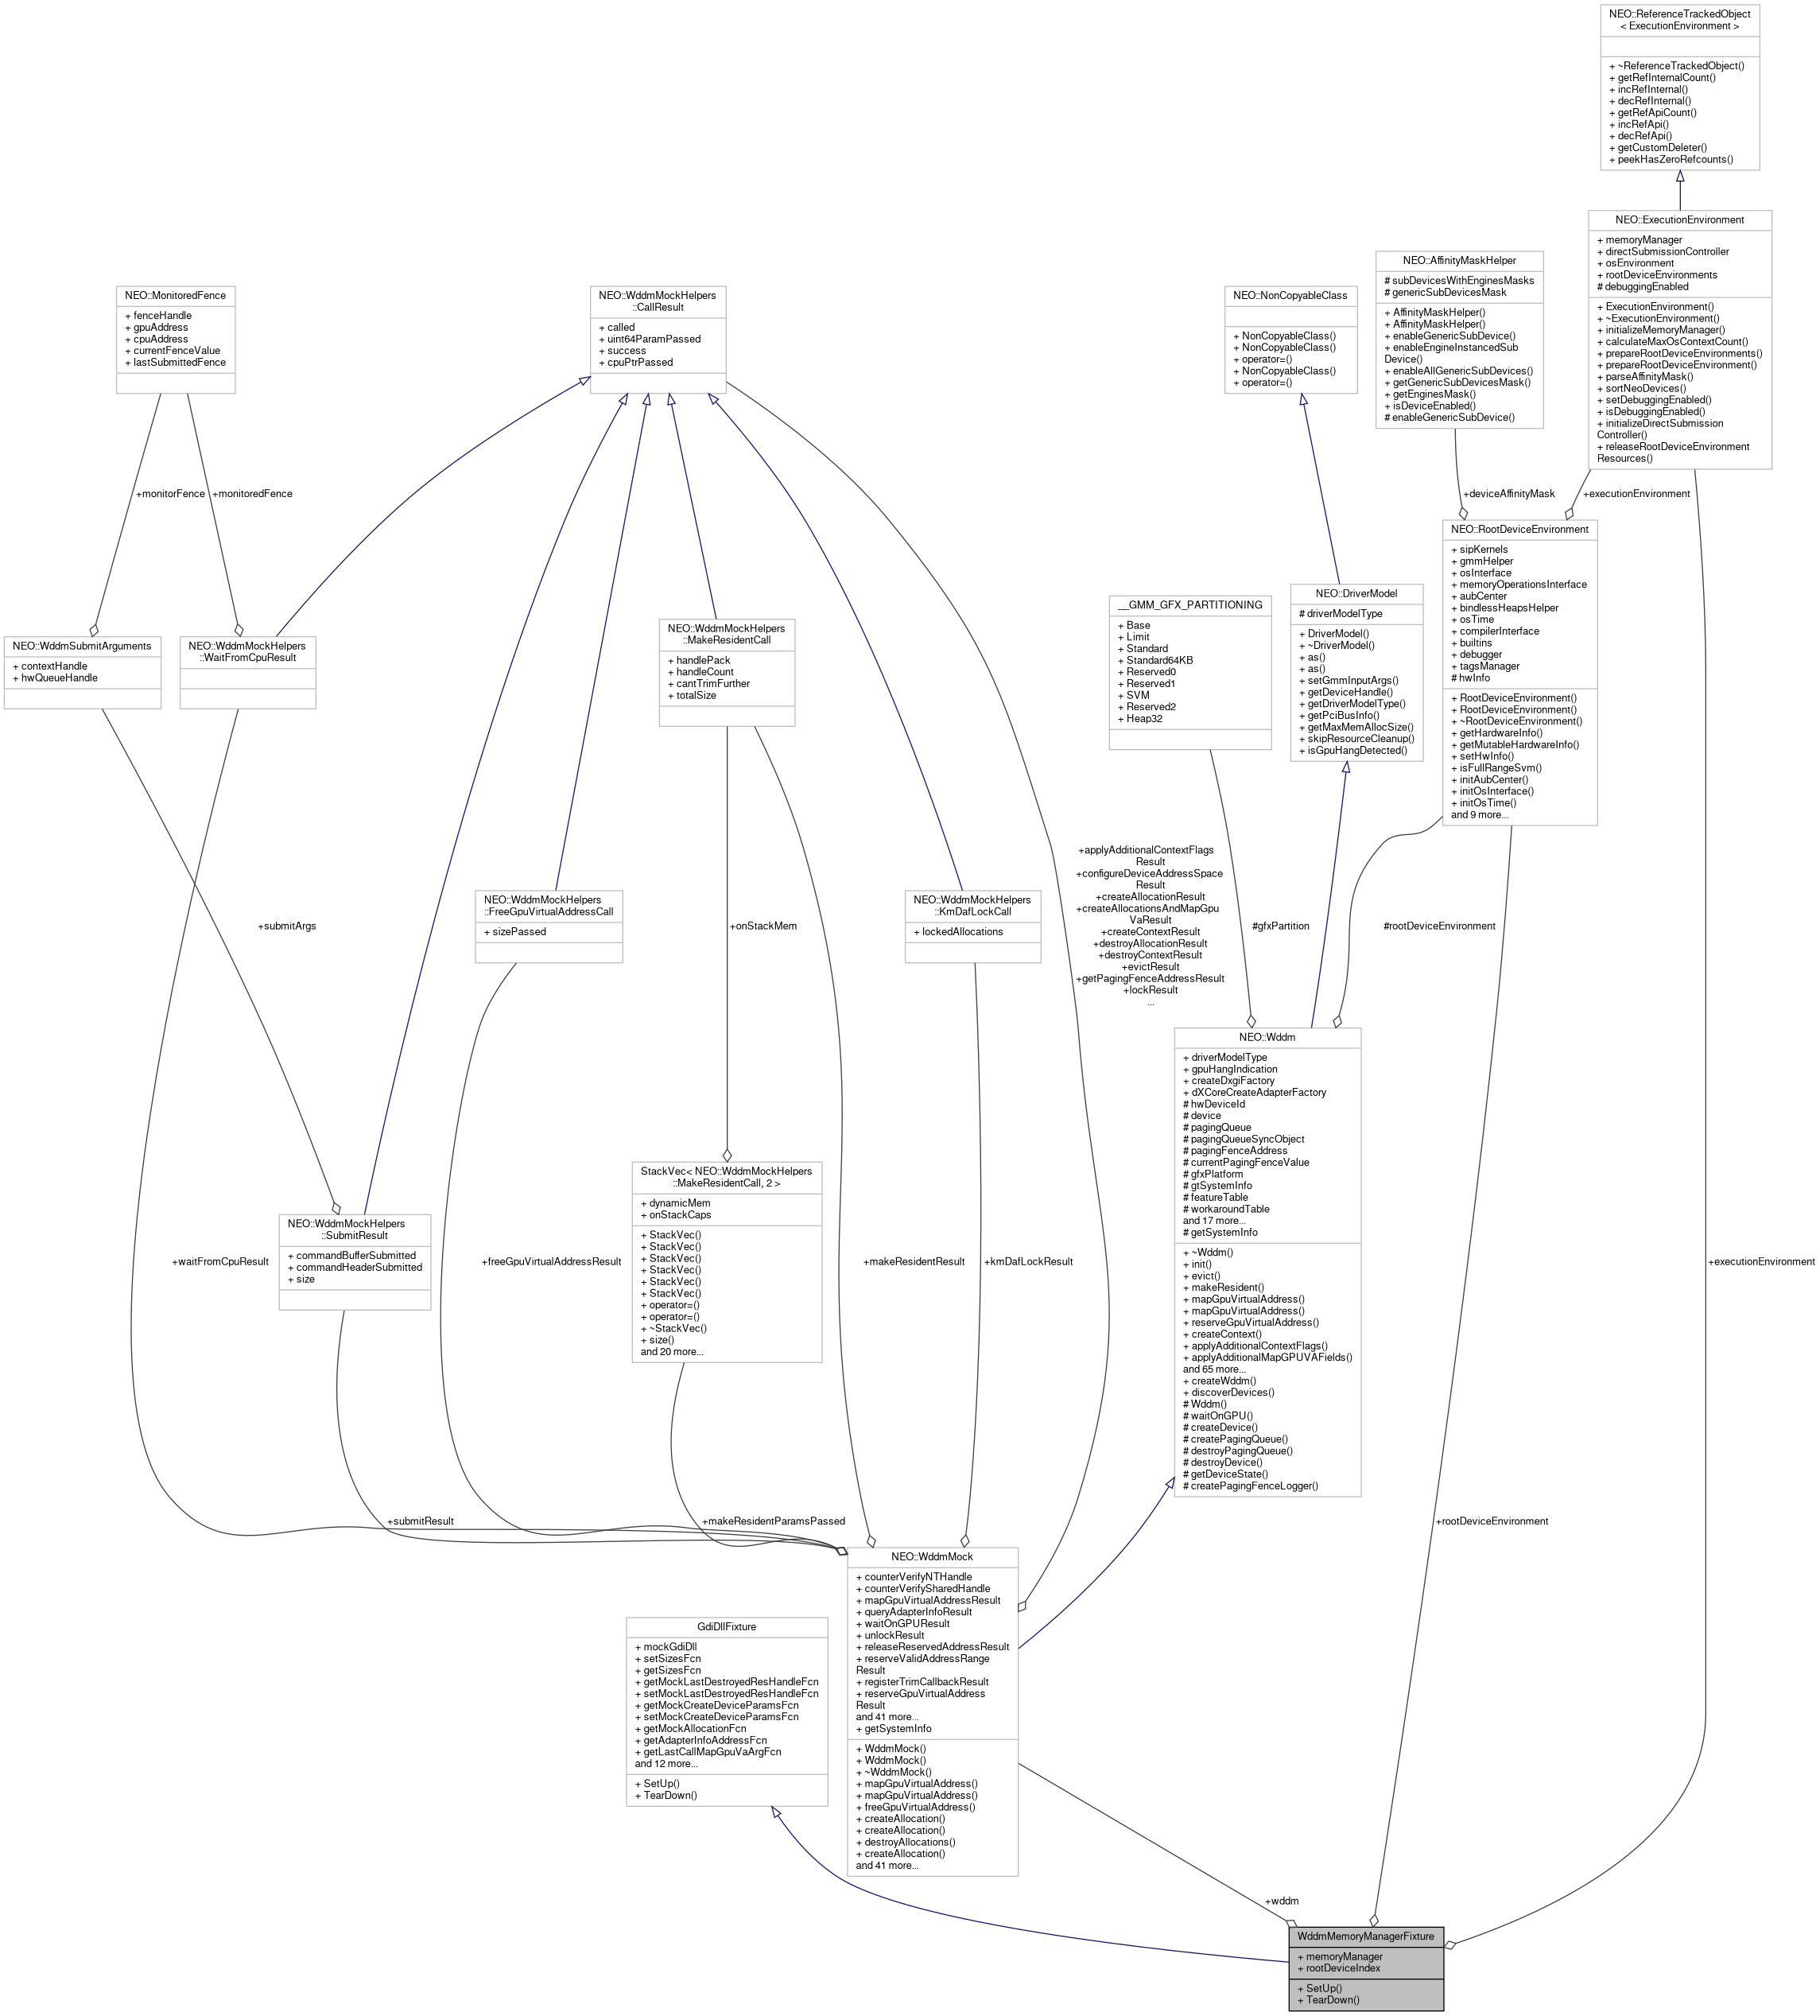 NEO::ReferenceTrackedObject
< ExecutionEnvironment >
+ ~ReferenceTrackedObject()
+ getRefInternalCount()
+ incRefInternal()
+ decRefInternal()
+ getRefApiCount()
+ incRefApi()
+ decRefApi()
+ getCustomDeleter()
+ peekHasZeroRefcounts()
NEO::ExecutionEnvironment
+ memoryManager
+ directSubmissionController
+ osEnvironment
+ rootDeviceEnvironments
# debuggingEnabled
+ ExecutionEnvironment()
+ ~ExecutionEnvironment()
+ initializeMemoryManager()
+ calculateMaxOsContextCount()
+ prepareRootDeviceEnvironments()
+ prepareRootDeviceEnvironment()
+ parseAffinityMask()
+ sortNeoDevices()
+ setDebuggingEnabled()
+ isDebuggingEnabled()
+ initializeDirectSubmission
Controller()
+ releaseRootDeviceEnvironment
Resources()
NEO::AffinityMaskHelper
# subDevicesWithEnginesMasks
# genericSubDevicesMask
+ AffinityMaskHelper()
+ AffinityMaskHelper()
+ enableGenericSubDevice()
+ enableEngineInstancedSub
Device()
+ enableAllGenericSubDevices()
+ getGenericSubDevicesMask()
+ getEnginesMask()
+ isDeviceEnabled()
# enableGenericSubDevice()
NEO::MonitoredFence
+ fenceHandle
+ gpuAddress
+ cpuAddress
+ currentFenceValue
+ lastSubmittedFence
NEO::WddmMockHelpers
::CallResult
+ called
+ uint64ParamPassed
+ success
+ cpuPtrPassed
NEO::NonCopyableClass
+ NonCopyableClass()
+ NonCopyableClass()
+ operator=()
+ NonCopyableClass()
+ operator=()
+monitorFence
+monitoredFence
+deviceAffinityMask
+executionEnvironment
NEO::RootDeviceEnvironment
+ sipKernels
+ gmmHelper
+ osInterface
+ memoryOperationsInterface
+ aubCenter
+ bindlessHeapsHelper
+ osTime
+ compilerInterface
+ builtins
+ debugger
+ tagsManager
# hwInfo
+ RootDeviceEnvironment()
+ RootDeviceEnvironment()
+ ~RootDeviceEnvironment()
+ getHardwareInfo()
+ getMutableHardwareInfo()
+ setHwInfo()
+ isFullRangeSvm()
+ initAubCenter()
+ initOsInterface()
+ initOsTime()
and 9 more...
NEO::WddmSubmitArguments
+ contextHandle
+ hwQueueHandle
NEO::WddmMockHelpers
::WaitFromCpuResult
NEO::WddmMockHelpers
::MakeResidentCall
+ handlePack
+ handleCount
+ cantTrimFurther
+ totalSize
__GMM_GFX_PARTITIONING
+ Base
+ Limit
+ Standard
+ Standard64KB
+ Reserved0
+ Reserved1
+ SVM
+ Reserved2
+ Heap32
NEO::DriverModel
# driverModelType
+ DriverModel()
+ ~DriverModel()
+ as()
+ as()
+ setGmmInputArgs()
+ getDeviceHandle()
+ getDriverModelType()
+ getPciBusInfo()
+ getMaxMemAllocSize()
+ skipResourceCleanup()
+ isGpuHangDetected()
+submitArgs
NEO::WddmMockHelpers
::FreeGpuVirtualAddressCall
+ sizePassed
+onStackMem
NEO::WddmMockHelpers
::KmDafLockCall
+ lockedAllocations
+applyAdditionalContextFlags
Result
+configureDeviceAddressSpace
Result
+createAllocationResult
+createAllocationsAndMapGpu
VaResult
+createContextResult
+destroyAllocationResult
+destroyContextResult
+evictResult
+getPagingFenceAddressResult
+lockResult
...
#gfxPartition
#rootDeviceEnvironment
NEO::Wddm
+ driverModelType
+ gpuHangIndication
+ createDxgiFactory
+ dXCoreCreateAdapterFactory
# hwDeviceId
# device
# pagingQueue
# pagingQueueSyncObject
# pagingFenceAddress
# currentPagingFenceValue
# gfxPlatform
# gtSystemInfo
# featureTable
# workaroundTable
and 17 more...
# getSystemInfo
+ ~Wddm()
+ init()
+ evict()
+ makeResident()
+ mapGpuVirtualAddress()
+ mapGpuVirtualAddress()
+ reserveGpuVirtualAddress()
+ createContext()
+ applyAdditionalContextFlags()
+ applyAdditionalMapGPUVAFields()
and 65 more...
+ createWddm()
+ discoverDevices()
# Wddm()
# waitOnGPU()
# createDevice()
# createPagingQueue()
# destroyPagingQueue()
# destroyDevice()
# getDeviceState()
# createPagingFenceLogger()
StackVec< NEO::WddmMockHelpers
::MakeResidentCall, 2 >
+ dynamicMem
+ onStackCaps
+ StackVec()
+ StackVec()
+ StackVec()
+ StackVec()
+ StackVec()
+ StackVec()
+ operator=()
+ operator=()
+ ~StackVec()
+ size()
and 20 more...
NEO::WddmMockHelpers
::SubmitResult
+ commandBufferSubmitted
+ commandHeaderSubmitted
+ size
+waitFromCpuResult
+freeGpuVirtualAddressResult
+makeResidentResult
+kmDafLockResult
+executionEnvironment
+submitResult
+makeResidentParamsPassed
+rootDeviceEnvironment
NEO::WddmMock
+ counterVerifyNTHandle
+ counterVerifySharedHandle
+ mapGpuVirtualAddressResult
+ queryAdapterInfoResult
+ waitOnGPUResult
+ unlockResult
+ releaseReservedAddressResult
+ reserveValidAddressRange
Result
+ registerTrimCallbackResult
+ reserveGpuVirtualAddress
Result
and 41 more...
+ getSystemInfo
+ WddmMock()
+ WddmMock()
+ ~WddmMock()
+ mapGpuVirtualAddress()
+ mapGpuVirtualAddress()
+ freeGpuVirtualAddress()
+ createAllocation()
+ createAllocation()
+ destroyAllocations()
+ createAllocation()
and 41 more...
GdiDllFixture
+ mockGdiDll
+ setSizesFcn
+ getSizesFcn
+ getMockLastDestroyedResHandleFcn
+ setMockLastDestroyedResHandleFcn
+ getMockCreateDeviceParamsFcn
+ setMockCreateDeviceParamsFcn
+ getMockAllocationFcn
+ getAdapterInfoAddressFcn
+ getLastCallMapGpuVaArgFcn
and 12 more...
+ SetUp()
+ TearDown()
+wddm
WddmMemoryManagerFixture
+ memoryManager
+ rootDeviceIndex
+ SetUp()
+ TearDown()